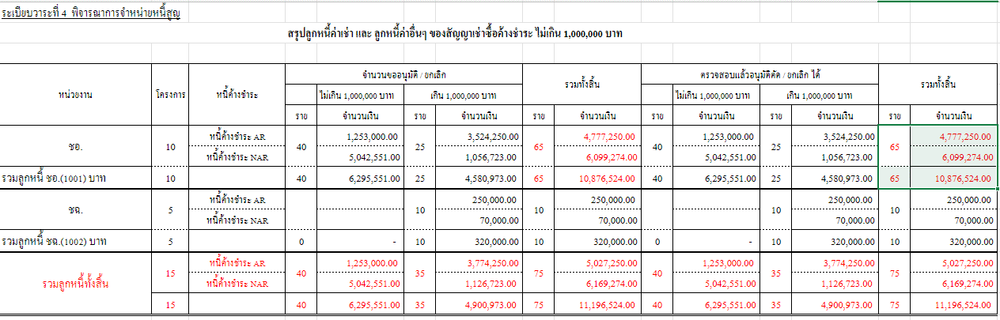 ระเบียบวาระที่ 4 พิจารณาการจำหน่ายหนี้สูญ
สรุปลูกหนี้ค่าเช่า และ ลูกหนี้ค่าอื่นๆ ของสัญญาเช่าซื้อค้างชำระ ไม่เกิน 1,000,000 บาท
หน่วยงาน โครงการ หนี้ค้างชำระ จำนวนขออนุมัติ / ยกเลิก รวมทั้งสิ้น ตรวจสอบแล้วอนุมัติตัด / ยกเลิก ได้ รวมทั้งสิ้น
ไม่เกิน 1,000,000 บาท เกิน 1,000,000 บาท ไม่เกิน 1,000,000 บาท เกิน 1,000,000 บาท
ราย จำนวนเงิน ราย จำนวนเงิน ราย จำนวนเงิน ราย จำนวนเงิน ราย จำนวนเงิน ราย จำนวนเงิน
ชอ. 10 หนี้ค้างชำระ AR 40 1,253,000.00 25 3,524,250.00 65 4,777,250.00 40 1,253,000.00 25 3,524,250.00 65 4,777,250.00
หนี้ค้างชำระ NAR 5,042,551.00 1,056,723.00 6,099,274.00 5,042,551.00 1,056,723.00 6,099,274.00
รวมลูกหนี้ ชอ.(1001) บาท 10 40 6,295,551.00 25 4,580,973.00 65 10,876,524.00 40 6,295,551.00 25 4,580,973.00 65 10,876,524.00
ชฉ. 5 หนี้ค้างชำระ AR 10 250,000.00 10 250,000.00 10 250,000.00 10 250,000.00
หนี้ค้างชำระ NAR 70,000.00 70,000.00 70,000.00 70,000.00
รวมลูกหนี้ ชฉ.(1002) บาท 5 0 - 10 320,000.00 10 320,000.00 0 - 10 320,000.00 10 320,000.00
รวมลูกหนี้ทั้งสิ้น 15 หนี้ค้างชำระ AR 40 1,253,000.00 35 3,774,250.00 75 5,027,250.00 40 1,253,000.00 35 3,774,250.00 75 5,027,250.00
หนี้ค้างชำระ NAR 5,042,551.00 1,126,723.00 6,169,274.00 5,042,551.00 1,126,723.00 6,169,274.00
15 40 6,295,551.00 35 4,900,973.00 75 11,196,524.00 40 6,295,551.00 35 4,900,973.00 75 11,196,524.00